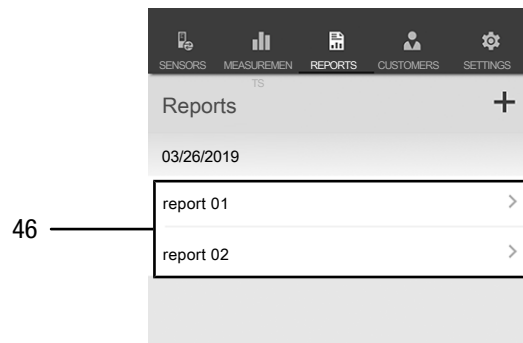 SENSORS MEASUREMEN REPORTS CUSTOMERS SETTINGS
TS
Reports +
03/26/2019
report 01 >
46
report 02 >